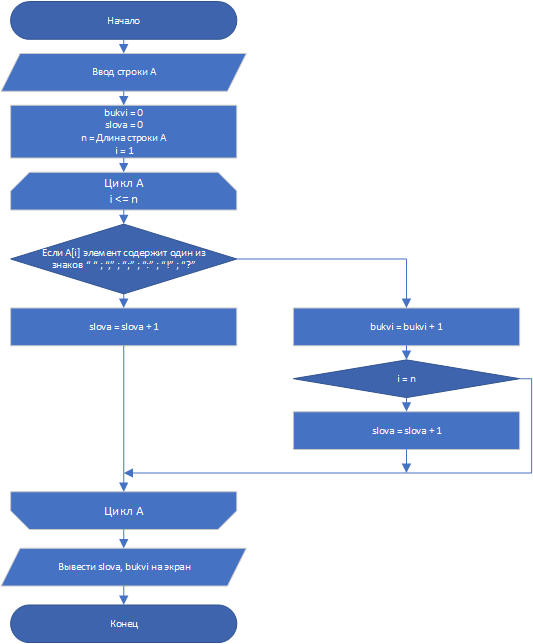 Начало
Ввод строки А
bukvi = 0
slova = 0
n = Длина строки А
i = 1
Цикл А
i <= n
Если А[i] элемент содержит один из
знаков “.” ; “,” ; “;” ; “:” ; “!” ; “?”
slova = slova + 1
bukvi = bukvi + 1
i = n
slova = slova + 1
Цикл А
Вывести slova, bukvi на экран
Конец